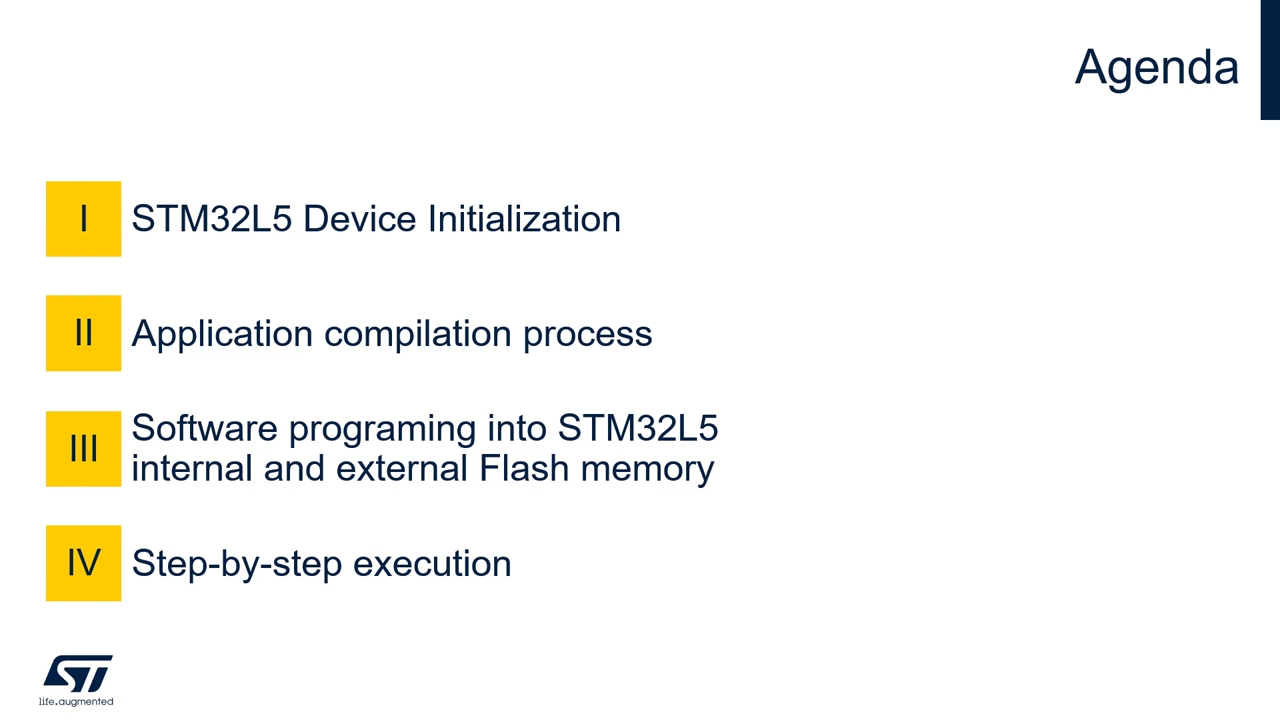 Agenda
I
STM32L5 Device Initialization
II
Application compilation process
III
Software programing into STM32L5
internal and external Flash memory
IV
Step-by-step execution
ST
life.augmented